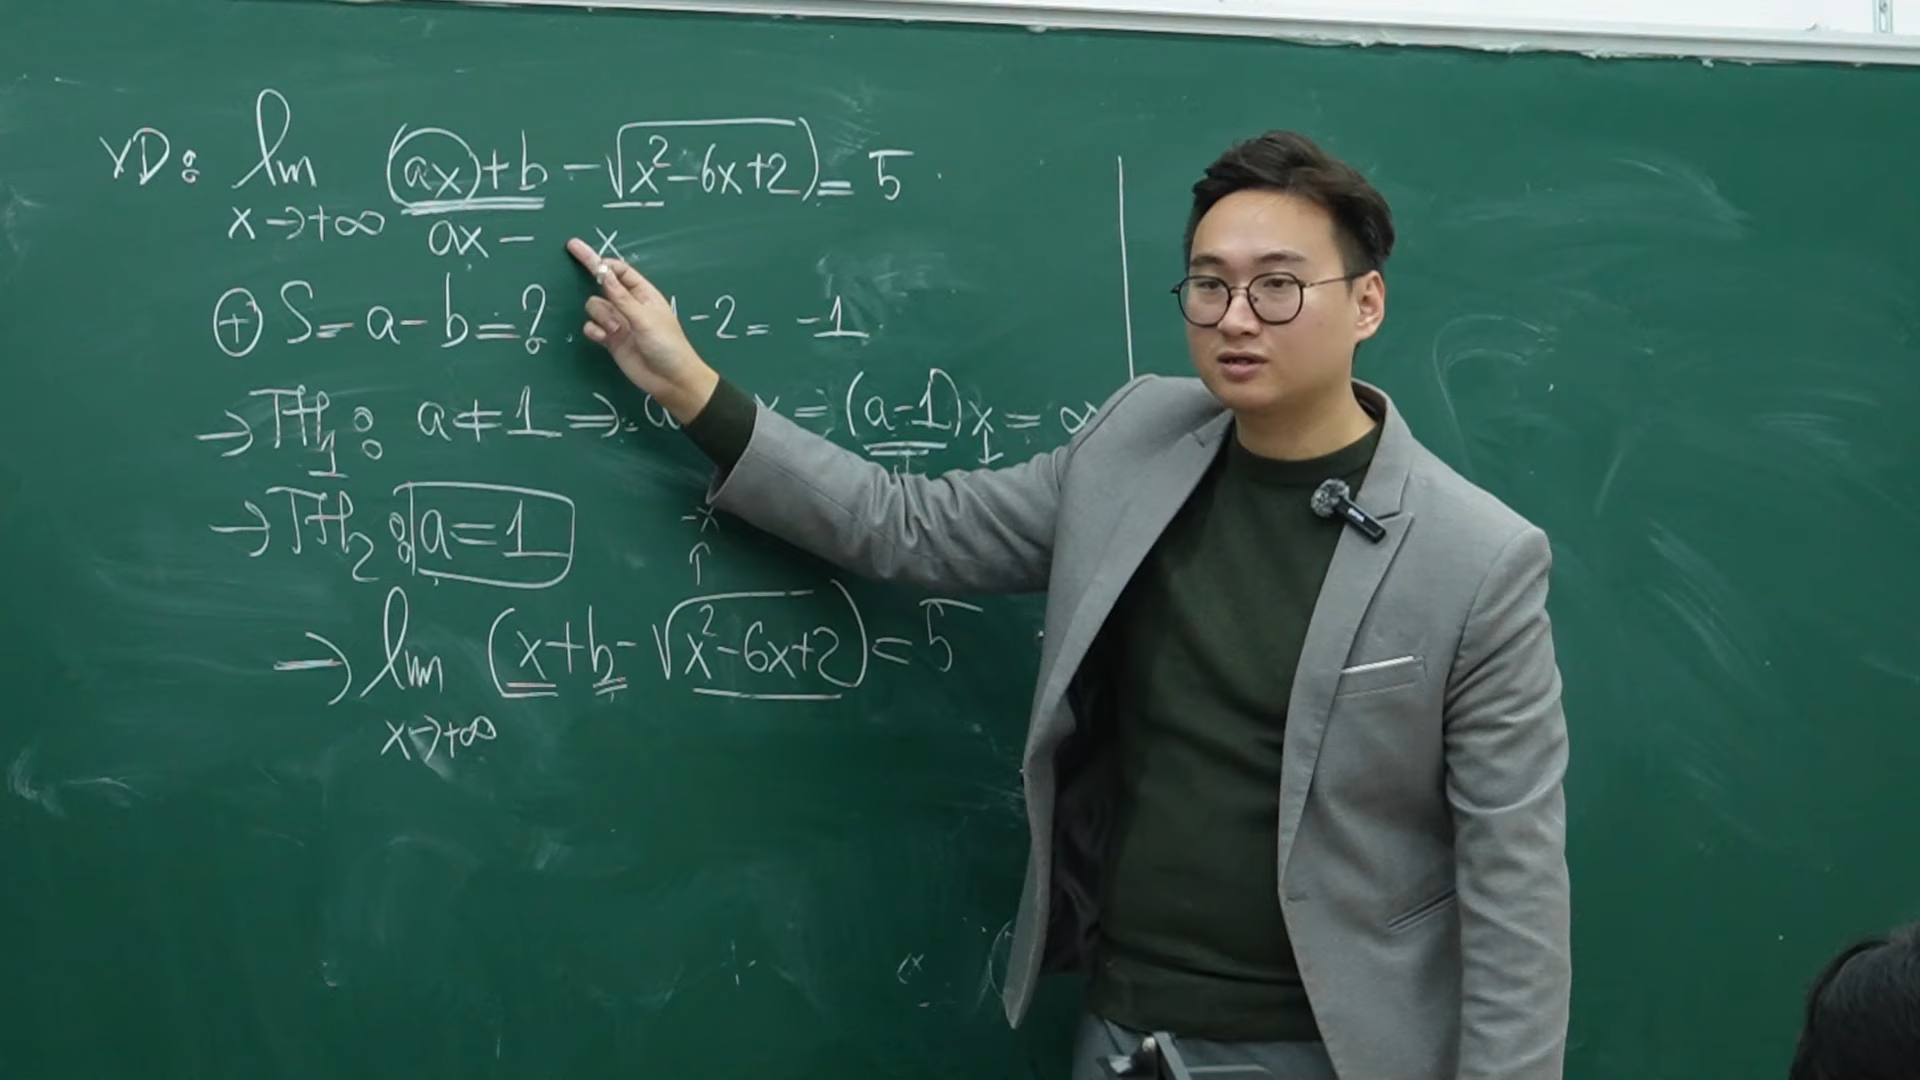 VD: lim (ax + b - √x² - 6x + 2) = 5
x → +∞
ax - x
⊕ S = a - b = ? 1 - 2 = -1
→ TH1: a ≠ 1 ⇒ a x = (a - 1)x = ∞
→ TH2: a = 1
-x
↑
→ lim (x + b - √x² - 6x + 2) = 5
x → +∞